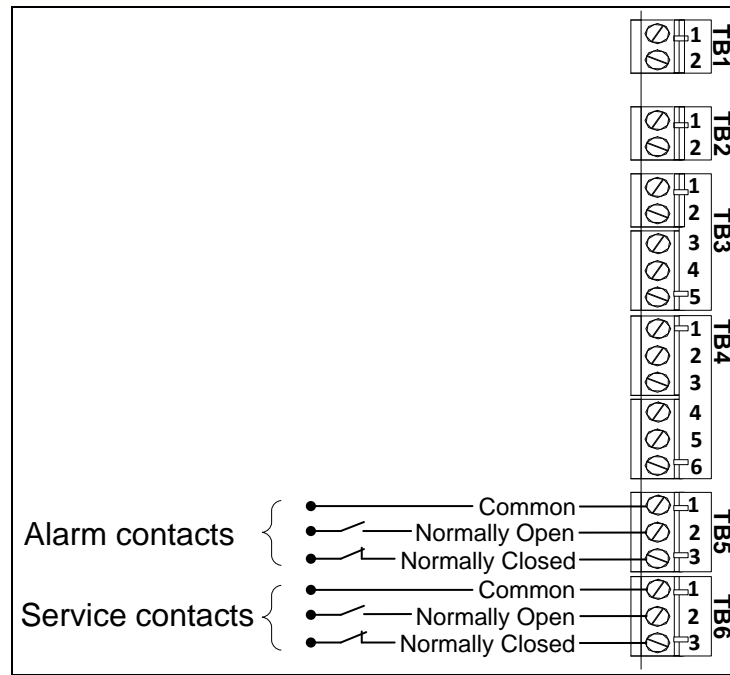 1
2
TB1
1
2
TB2
1
2
3
4
5
TB3
1
2
3
4
5
6
TB4
Alarm contacts
Common
1
Normally Open
2
Normally Closed
3
TB5
Service contacts
Common
1
Normally Open
2
Normally Closed
3
TB6